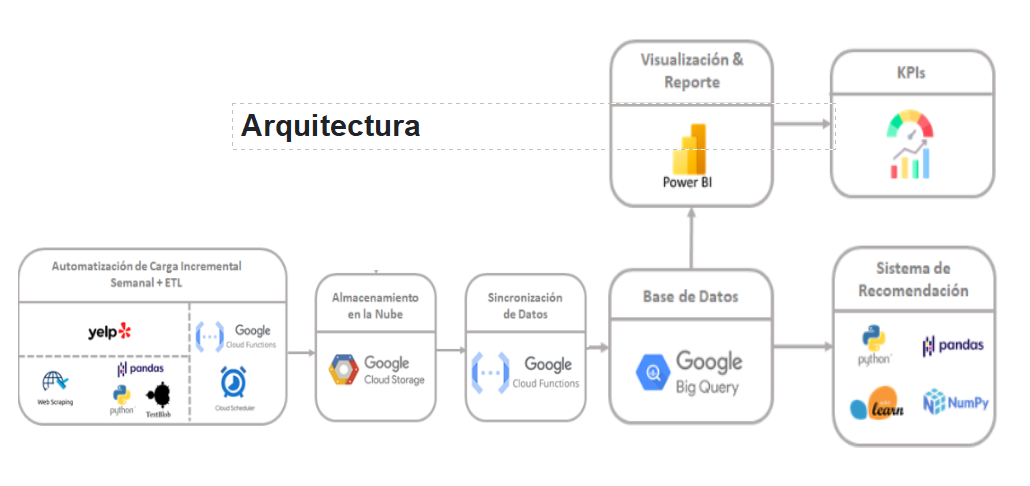 Arquitectura
Visualización &
Reporte
Power BI
KPIs
Automatización de Carga Incremental
Semanal + ETL
yelp
Google
Cloud Functions
Web Scraping
pandas
python
TextBlob
Cloud Scheduler
Almacenamiento
en la Nube
Google
Cloud Storage
Sincronización
de Datos
Google
Cloud Functions
Base de Datos
Google
Big Query
Sistema de
Recomendación
python
pandas
learn
NumPy